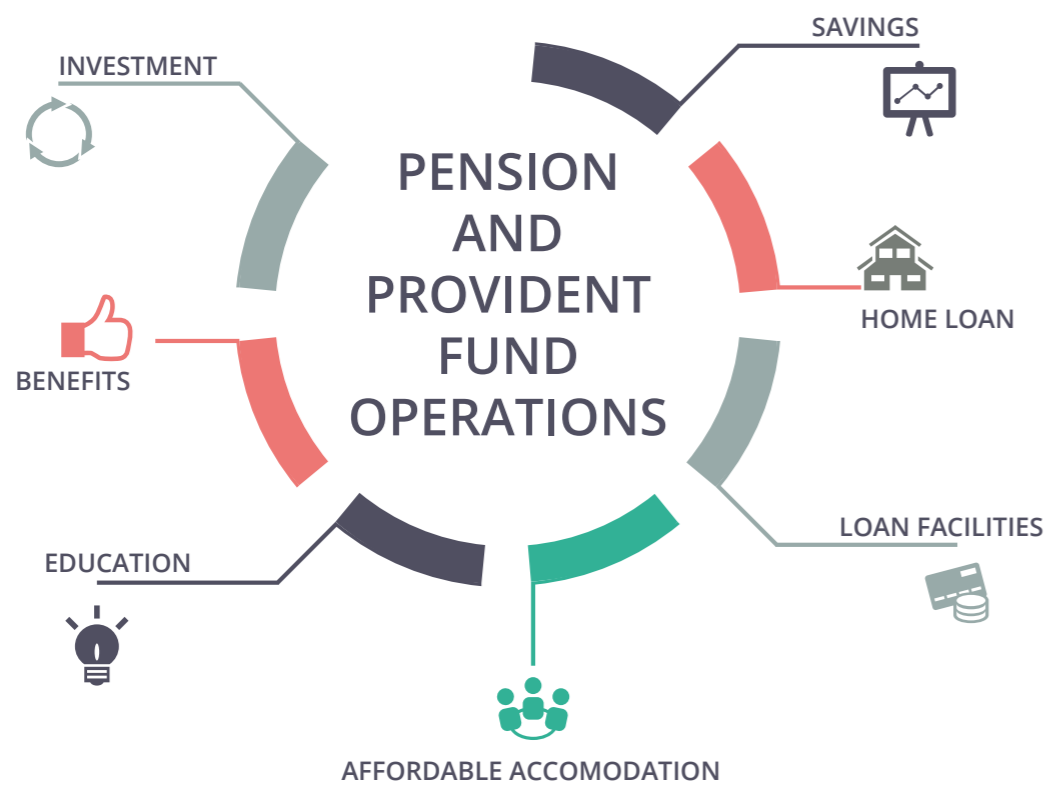 SAVINGS
INVESTMENT
PENSION
AND
PROVIDENT
FUND
OPERATIONS
HOME LOAN
BENEFITS
LOAN FACILITIES
EDUCATION
AFFORDABLE ACCOMODATION